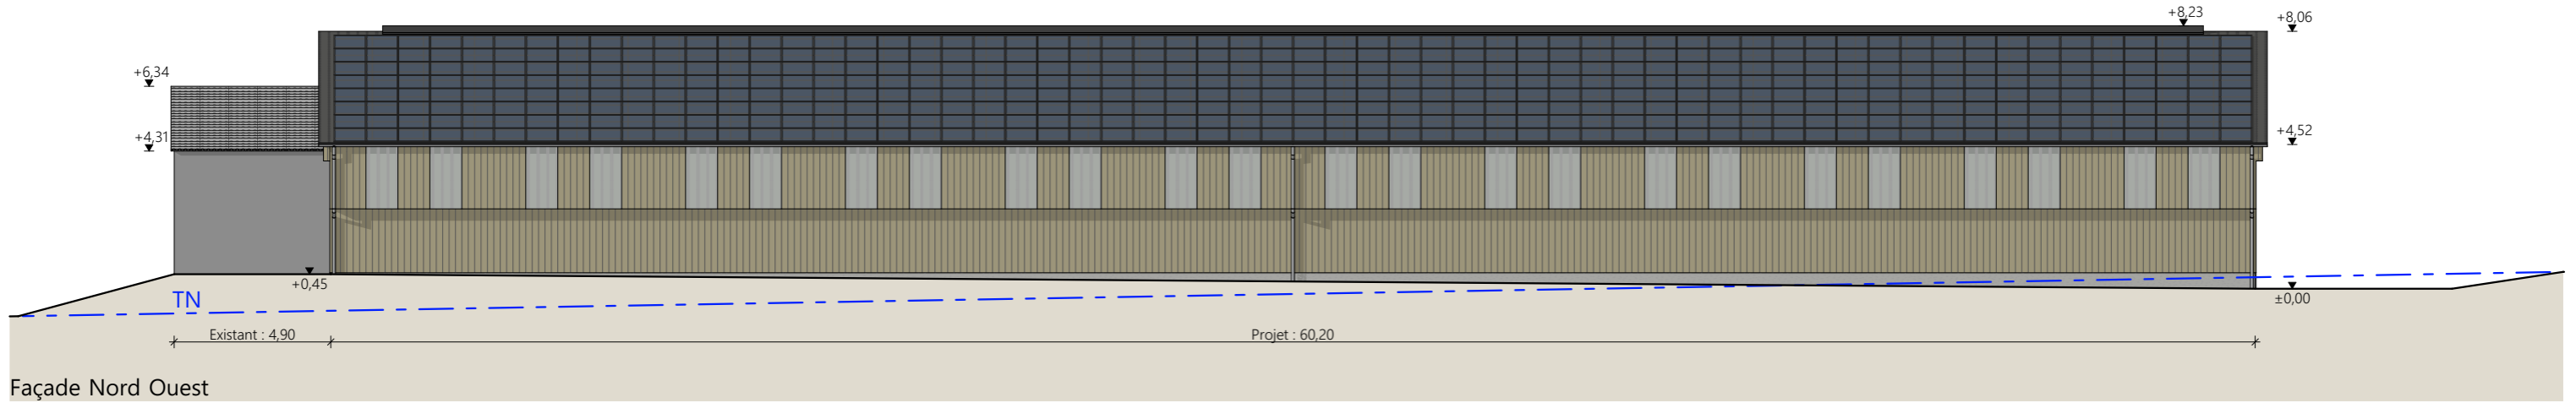 +8,23
+8,06
+6,34
+4,31
+4,52
+0,45
TN
±0,00
Existant : 4,90
Projet : 60,20
Façade Nord Ouest